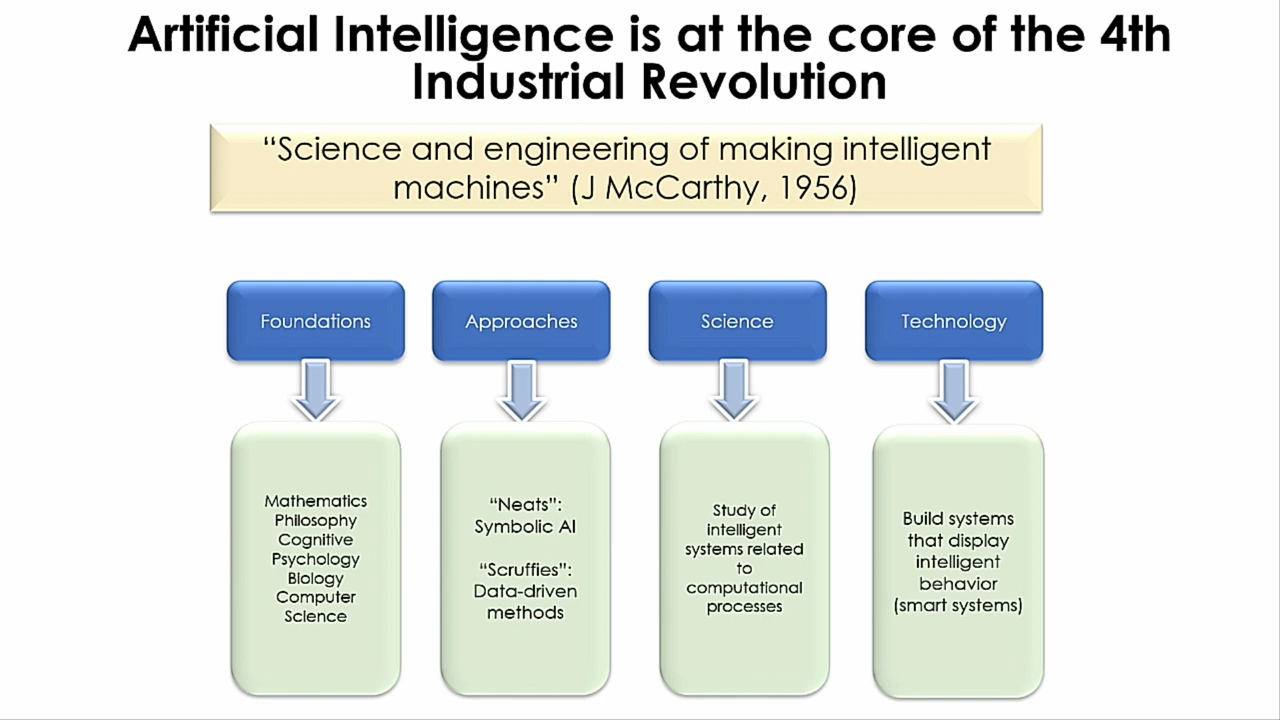 Artificial Intelligence is at the core of the 4th
Industrial Revolution
“Science and engineering of making intelligent
machines” (J McCarthy, 1956)
Foundations
Approaches
Science
Technology
Mathematics
Philosophy
Cognitive
Psychology
Biology
Computer
Science
“Neats”:
Symbolic AI
“Scruffies”:
Data-driven
methods
Study of
intelligent
systems related
to
computational
processes
Build systems
that display
intelligent
behavior
(smart systems)